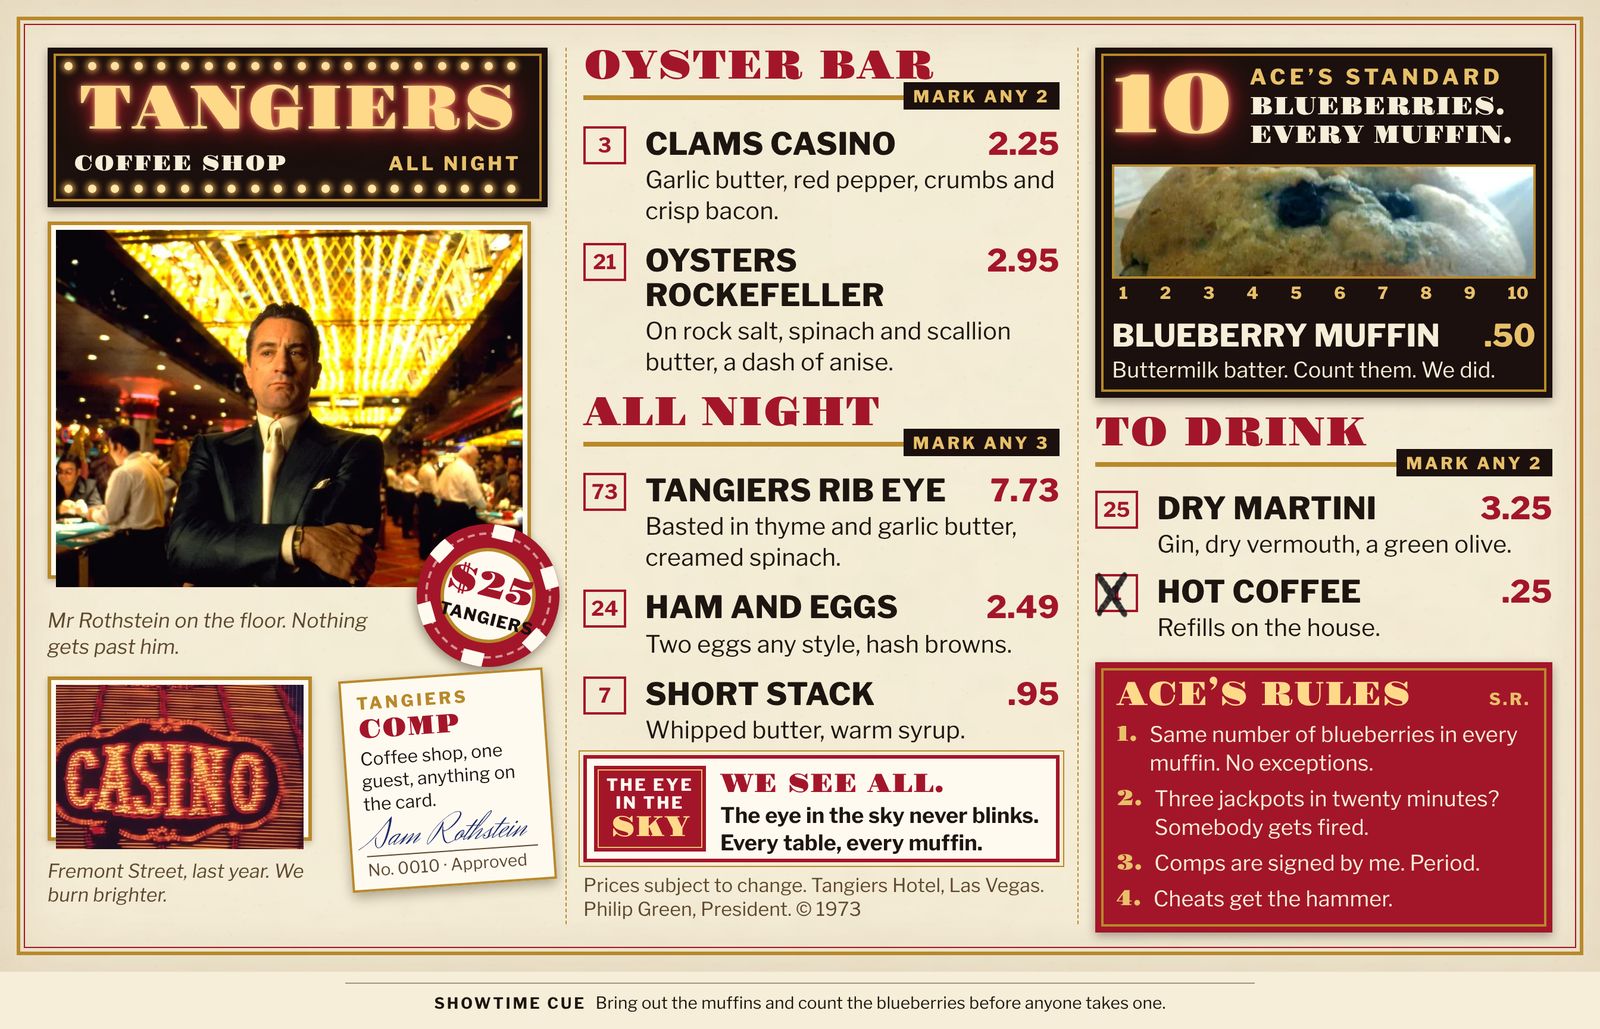 TANGIERS
COFFEE SHOP
ALL NIGHT
$25
TANGIERS
Mr Rothstein on the floor. Nothing
gets past him.
CASINO
Fremont Street, last year. We
burn brighter.
TANGIERS
COMP
Coffee shop, one
guest, anything on
the card.
Sam Rothstein
No. 0010 · Approved
OYSTER BAR
MARK ANY 2
3
CLAMS CASINO 2.25
Garlic butter, red pepper, crumbs and
crisp bacon.
21
OYSTERS 2.95
ROCKEFELLER
On rock salt, spinach and scallion
butter, a dash of anise.
ALL NIGHT
MARK ANY 3
73
TANGIERS RIB EYE 7.73
Basted in thyme and garlic butter,
creamed spinach.
24
HAM AND EGGS 2.49
Two eggs any style, hash browns.
7
SHORT STACK .95
Whipped butter, warm syrup.
THE EYE
IN THE
SKY
WE SEE ALL.
The eye in the sky never blinks.
Every table, every muffin.
Prices subject to change. Tangiers Hotel, Las Vegas.
Philip Green, President. © 1973
10
ACE’S STANDARD
BLUEBERRIES.
EVERY MUFFIN.
1 2 3 4 5 6 7 8 9 10
BLUEBERRY MUFFIN .50
Buttermilk batter. Count them. We did.
TO DRINK
MARK ANY 2
25
DRY MARTINI 3.25
Gin, dry vermouth, a green olive.
HOT COFFEE .25
Refills on the house.
ACE’S RULES S.R.
1. Same number of blueberries in every
muffin. No exceptions.
2. Three jackpots in twenty minutes?
Somebody gets fired.
3. Comps are signed by me. Period.
4. Cheats get the hammer.
SHOWTIME CUE Bring out the muffins and count the blueberries before anyone takes one.